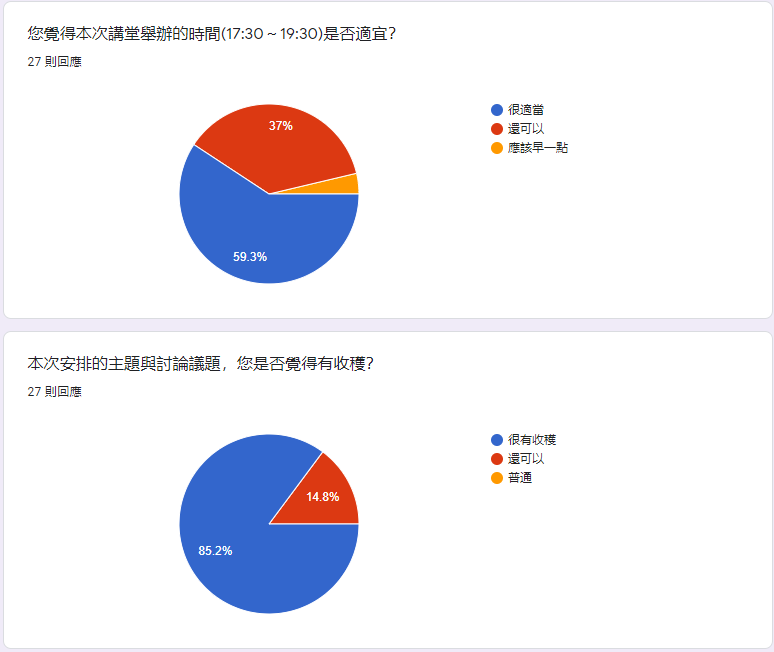 您覺得本次講堂舉辦的時間(17:30～19:30)是否適宜?
27 則回應
37%
59.3%
很適當
還可以
應該早一點
本次安排的主題與討論議題，您是否覺得有收穫?
27 則回應
14.8%
85.2%
很有收穫
還可以
普通